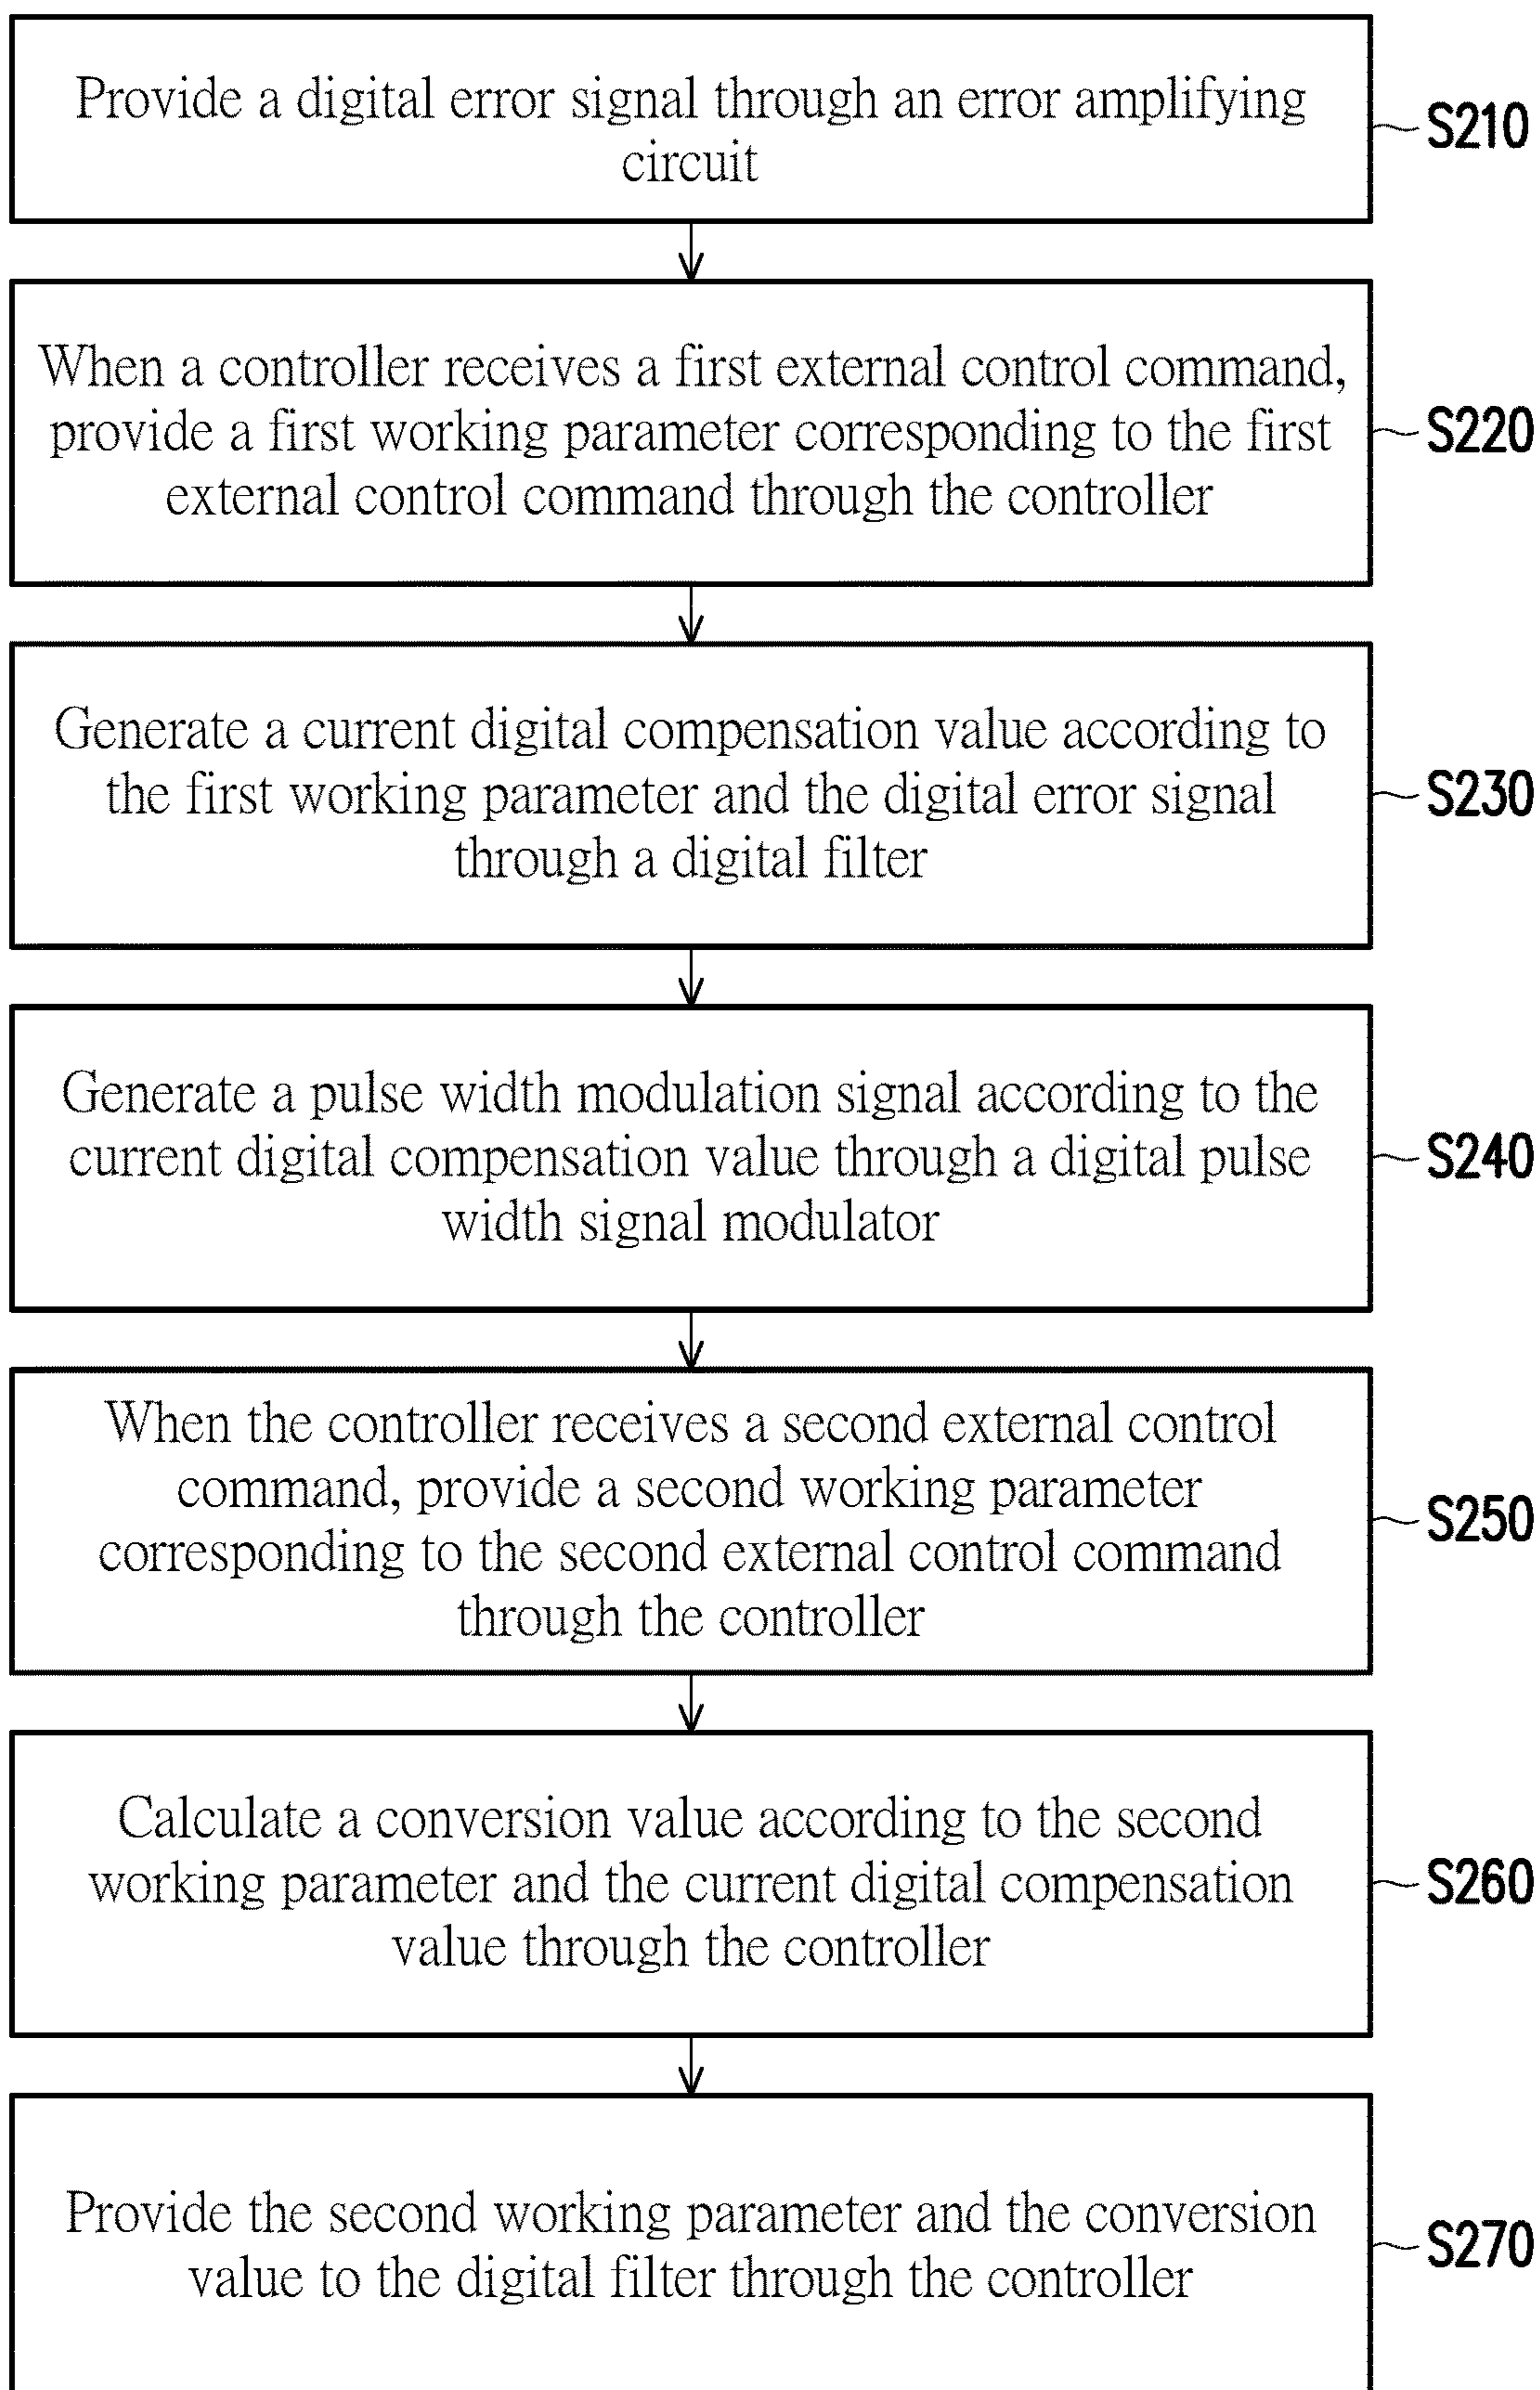 Provide a digital error signal through an error amplifying
circuit
S210
When a controller receives a first external control command,
provide a first working parameter corresponding to the first
external control command through the controller
S220
Generate a current digital compensation value according to
the first working parameter and the digital error signal
through a digital filter
S230
Generate a pulse width modulation signal according to the
current digital compensation value through a digital pulse
width signal modulator
S240
When the controller receives a second external control
command, provide a second working parameter
corresponding to the second external control command
through the controller
S250
Calculate a conversion value according to the second
working parameter and the current digital compensation
value through the controller
S260
Provide the second working parameter and the conversion
value to the digital filter through the controller
S270